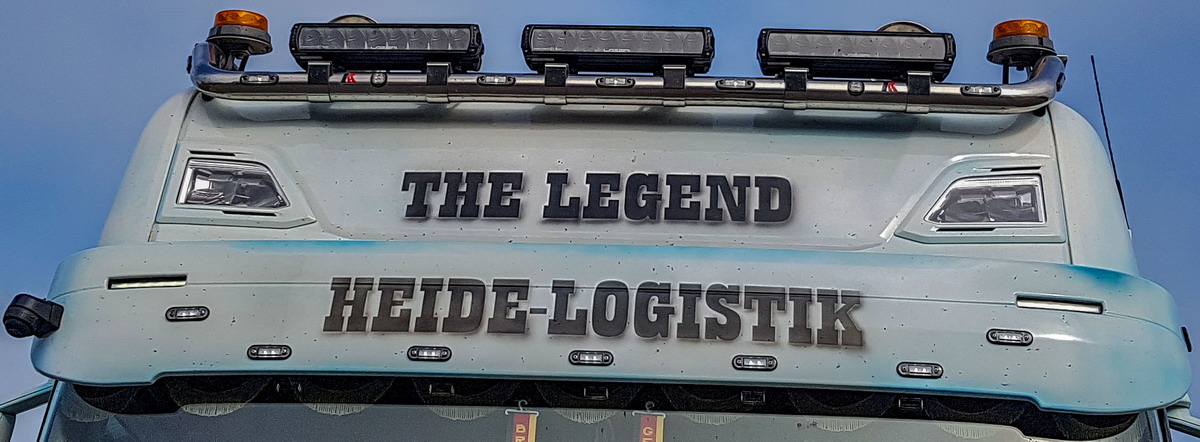 THE LEGEND
HEIDE-LOGISTIK